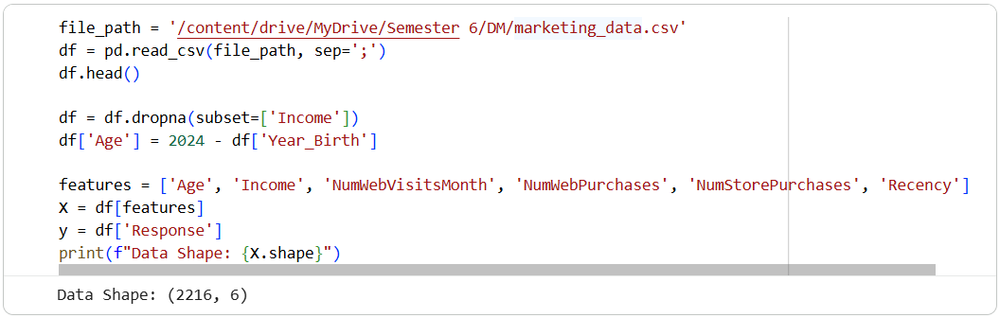 file_path = '/content/drive/MyDrive/Semester 6/DM/marketing_data.csv'
df = pd.read_csv(file_path, sep=';')
df.head()
df = df.dropna(subset=['Income'])
df['Age'] = 2024 - df['Year_Birth']
features = ['Age', 'Income', 'NumWebVisitsMonth', 'NumWebPurchases', 'NumStorePurchases', 'Recency']
X = df[features]
y = df['Response']
print(f"Data Shape: {X.shape}")
Data Shape: (2216, 6)